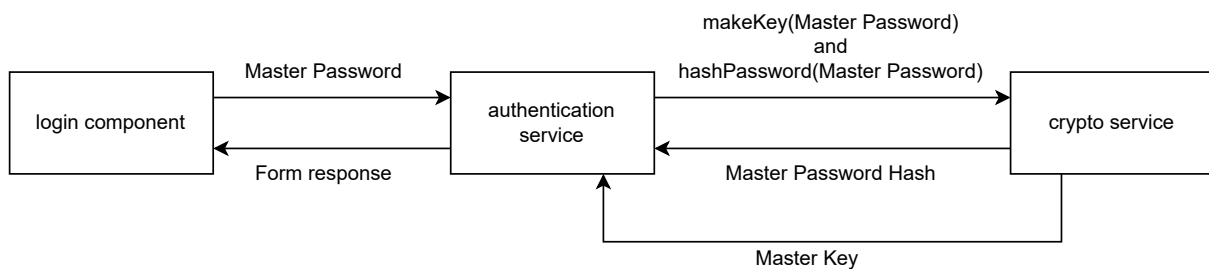 makeKey(Master Password)
and
hashPassword(Master Password)
Master Password
login component
authentication
service
crypto service
Form response
Master Password Hash
Master Key